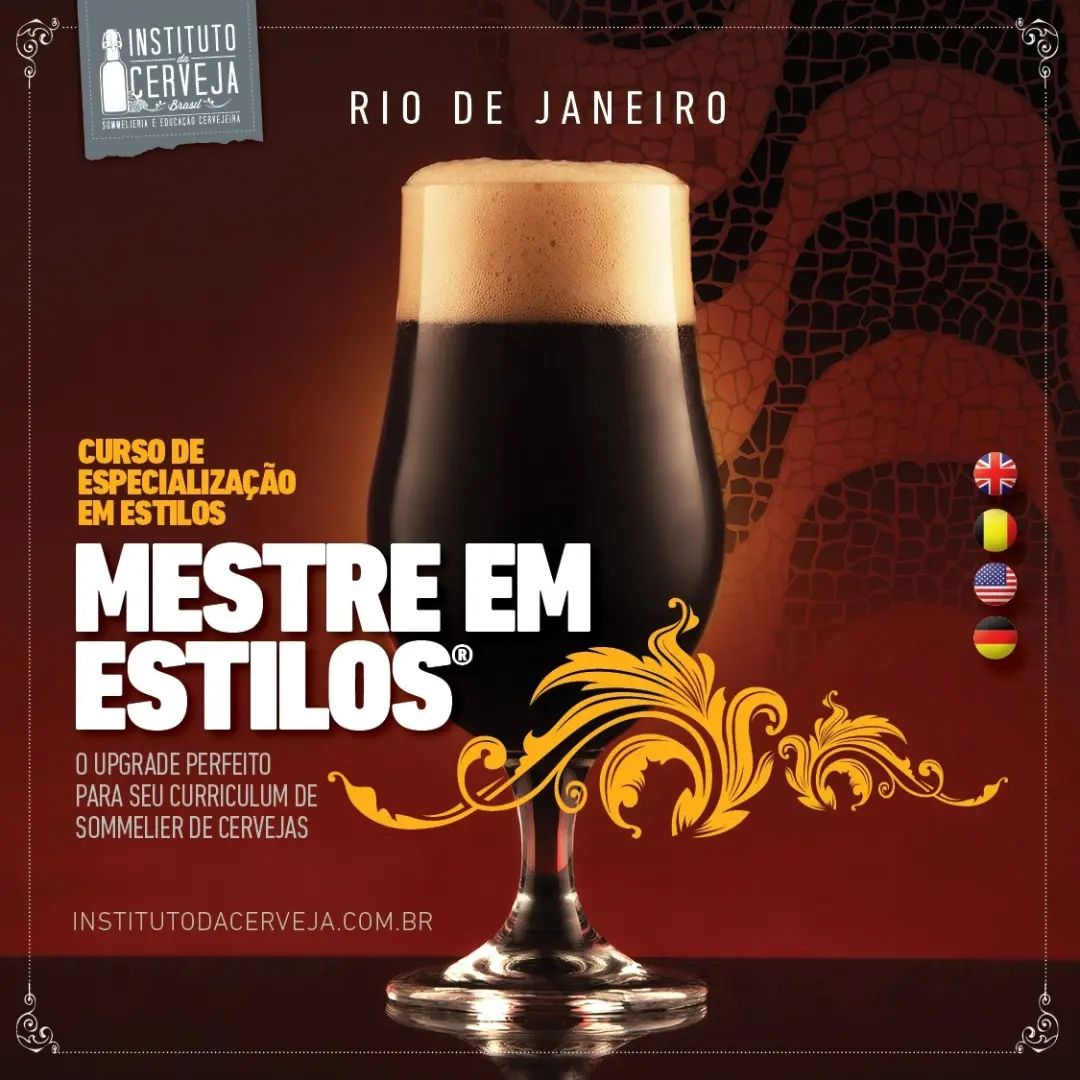 INSTITUTO
da
CERVEJA
Brasil
SOMMELIERIA E EDUCAÇÃO CERVEJEIRA
RIO DE JANEIRO
CURSO DE
ESPECIALIZAÇÃO
EM ESTILOS
MESTRE EM
ESTILOS®
O UPGRADE PERFEITO
PARA SEU CURRICULUM DE
SOMMELIER DE CERVEJAS
INSTITUTODACERVEJA.COM.BR